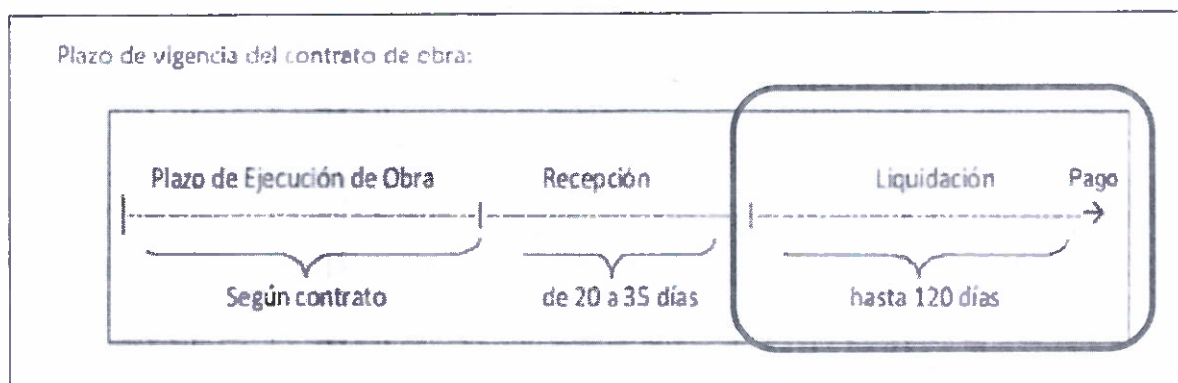 Plazo de vigencia del contrato de obra:
Plazo de Ejecución de Obra Recepción Liquidación Pago
Según contrato de 20 a 35 días hasta 120 días